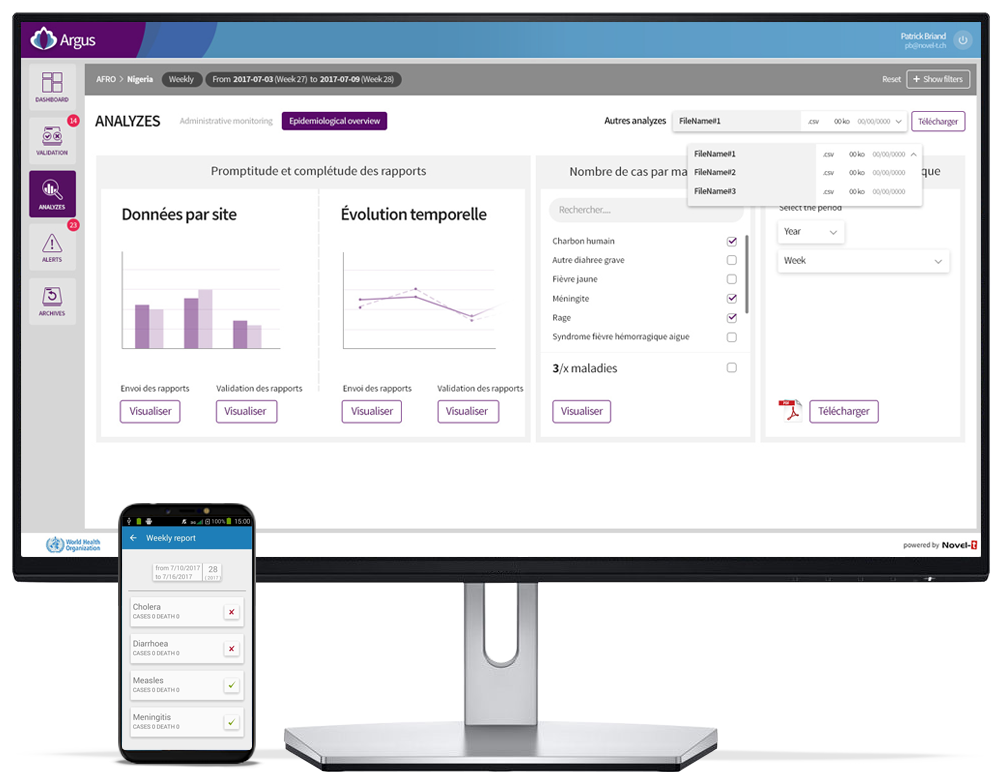 Argus
Patrick Briand
pb@novel-t.ch
AFRO > Nigeria
Weekly
From 2017-07-03 (Week 27) to 2017-07-09 (Week 28)
Reset
+ Show filters
DASHBOARD
14
VALIDATION
ANALYZES
23
ALERTS
ARCHIVES
ANALYZES
Administrative monitoring
Epidemiological overview
Autres analyzes
FileName#1 .csv 00 ko 00/00/0000
Télécharger
FileName#1 .csv 00 ko 00/00/0000
FileName#2 .csv 00 ko 00/00/0000
FileName#3 .csv 00 ko 00/00/0000
Promptitude et complétude des rapports
Données par site
Envoi des rapports
Visualiser
Validation des rapports
Visualiser
Évolution temporelle
Envoi des rapports
Visualiser
Validation des rapports
Visualiser
Nombre de cas par ma
Rechercher....
Charbon humain
Autre diahree grave
Fièvre jaune
Méningite
Rage
Syndrome fièvre hémorragique aigue
3/x maladies
Visualiser
que
Select the period
Year
Week
PDF
Télécharger
World Health
Organization
powered by Novel-t
100% 15:00
Weekly report
from 7/10/2017
to 7/16/2017
28
(2017)
Cholera
CASES 0 DEATH 0
Diarrhoea
CASES 0 DEATH 0
Measles
CASES 0 DEATH 0
Meningitis
CASES 0 DEATH 0